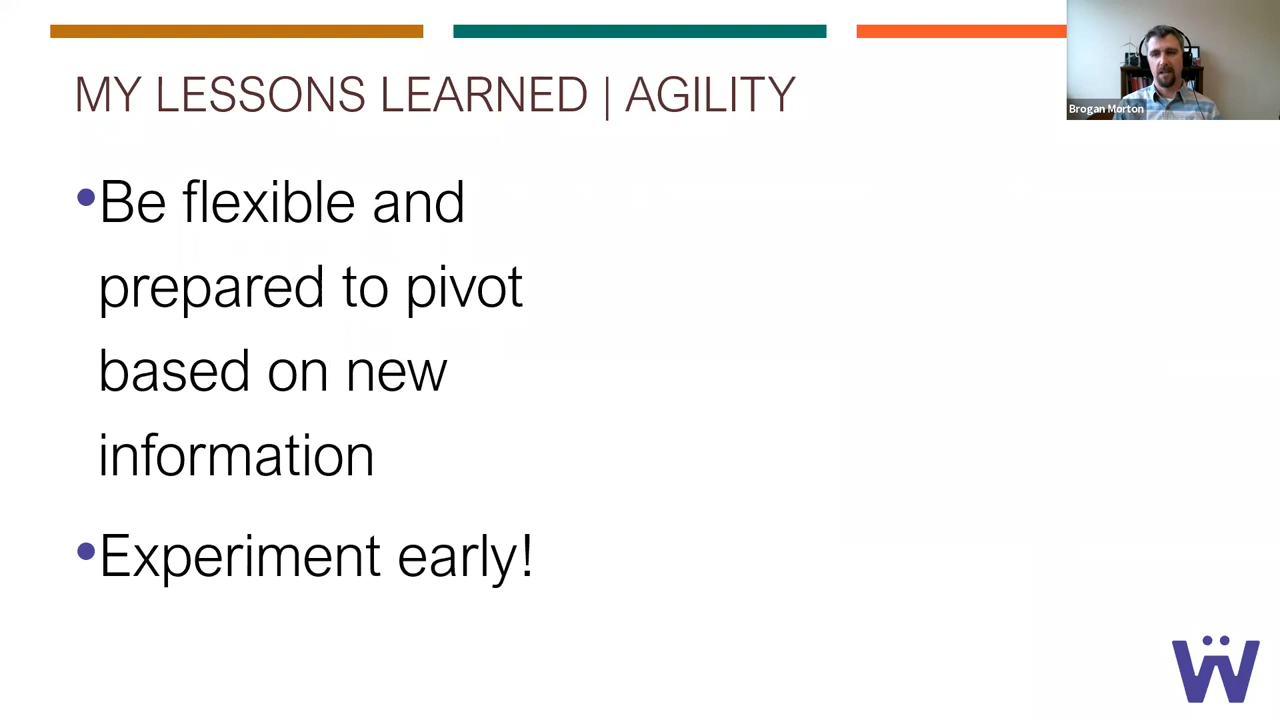 MY LESSONS LEARNED | AGILITY
Brogan Morton
•Be flexible and
prepared to pivot
based on new
information
•Experiment early!
Ẅ